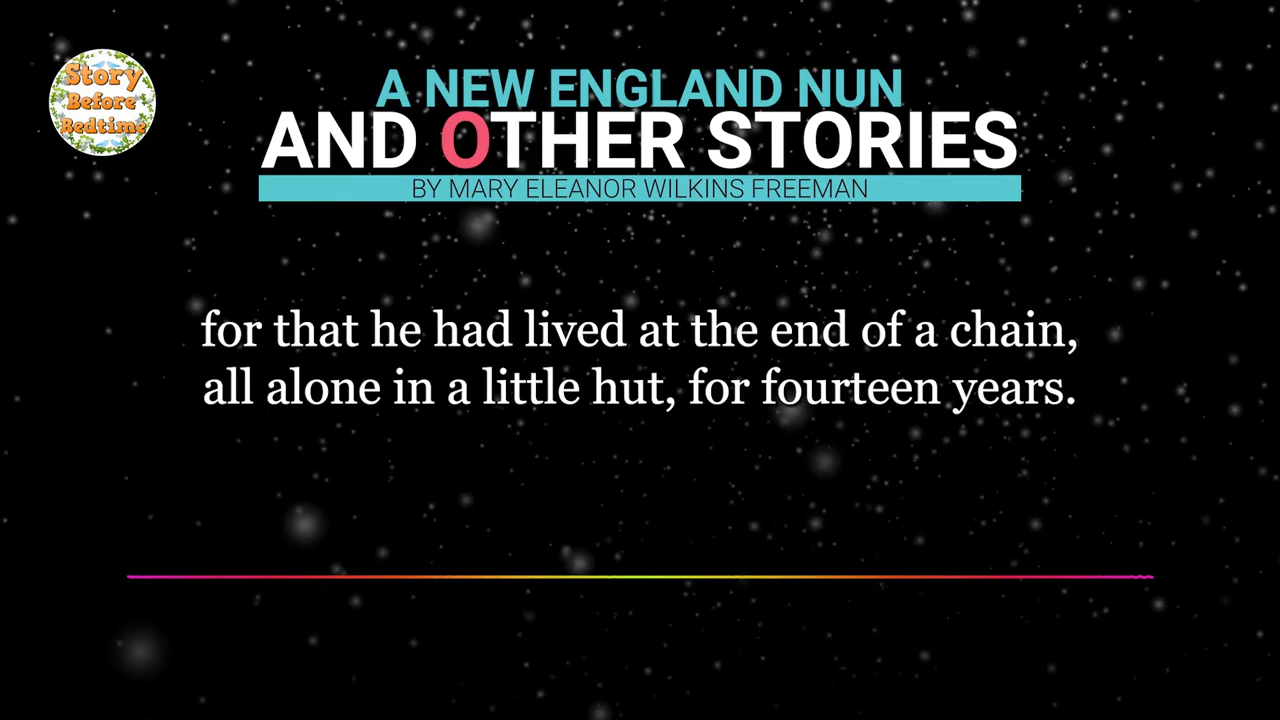 Story
Before
Bedtime
A NEW ENGLAND NUN
AND OTHER STORIES
BY MARY ELEANOR WILKINS FREEMAN
for that he had lived at the end of a chain,
all alone in a little hut, for fourteen years.